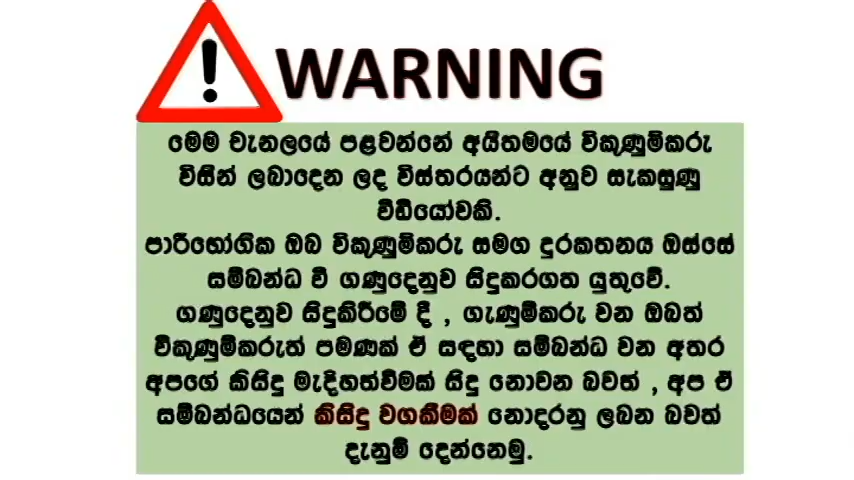 WARNING
මෙම චැනලයේ පළවන්නේ අයිතමයේ විකුණුම්කරු
විසින් ලබාදෙන ලද විස්තරයන්ට අනුව සැකසුණු
වීඩියෝවකි.
පාරිභෝගික ඔබ විකුණුම්කරු සමග දුරකතනය ඔස්සේ
සම්බන්ධ වී ගණුදෙනුව සිදුකරගත යුතුවේ.
ගණුදෙනුව සිදුකිරීමේ දී , ගැණුම්කරු වන ඔබත්
විකුණුම්කරුත් පමණක් ඒ සඳහා සම්බන්ධ වන අතර
අපගේ කිසිදු මැදිහත්වීමක් සිදු නොවන බවත් , අප ඒ
සම්බන්ධයෙන් කිසිදු වගකීමක් නොදරනු ලබන බවත්
දැනුම් දෙන්නෙමු.